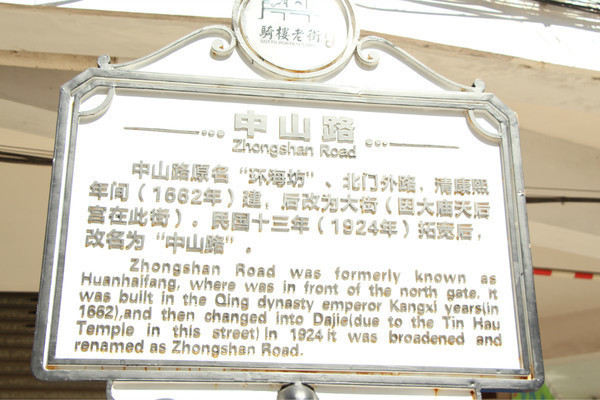 骑楼老街
中山路
Zhongshan Road
中山路原名“环海坊”、北门外路，清康熙
年间（1662年）建，后改为大街（因大庙天后
宫在此街）。民国十三年（1924年）拓宽后，
改名为“中山路”。
Zhongshan Road was formerly known as
Huanhaifang, where was in front of the north gate. It
was built in the Qing dynasty emperor Kangxi years(in
1662),and then changed into Dajie(due to the Tin Hau
Temple in this street) In 1924 it was broadened and
renamed as Zhongshan Road.